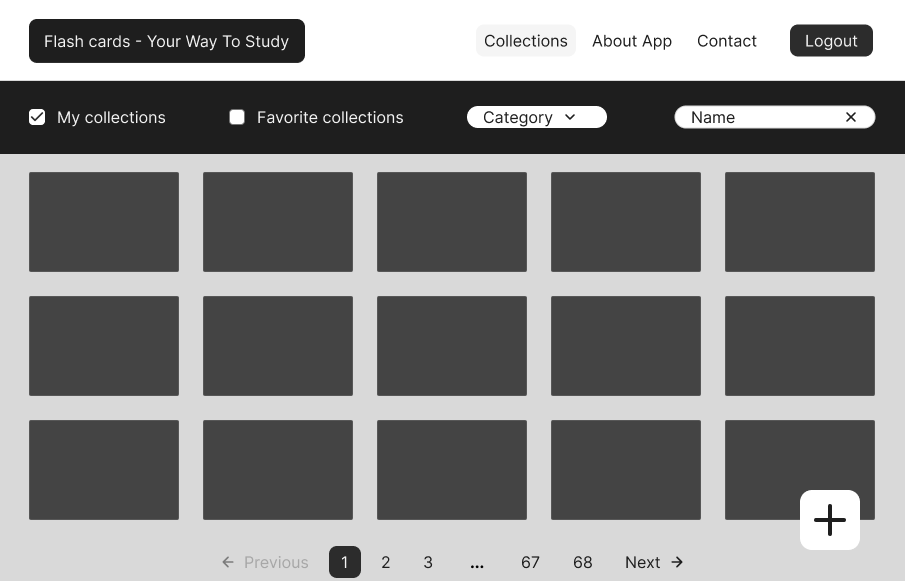 Flash cards - Your Way To Study
Collections
About App
Contact
Logout
My collections
Favorite collections
Category
Name
Previous
1
2
3
...
67
68
Next